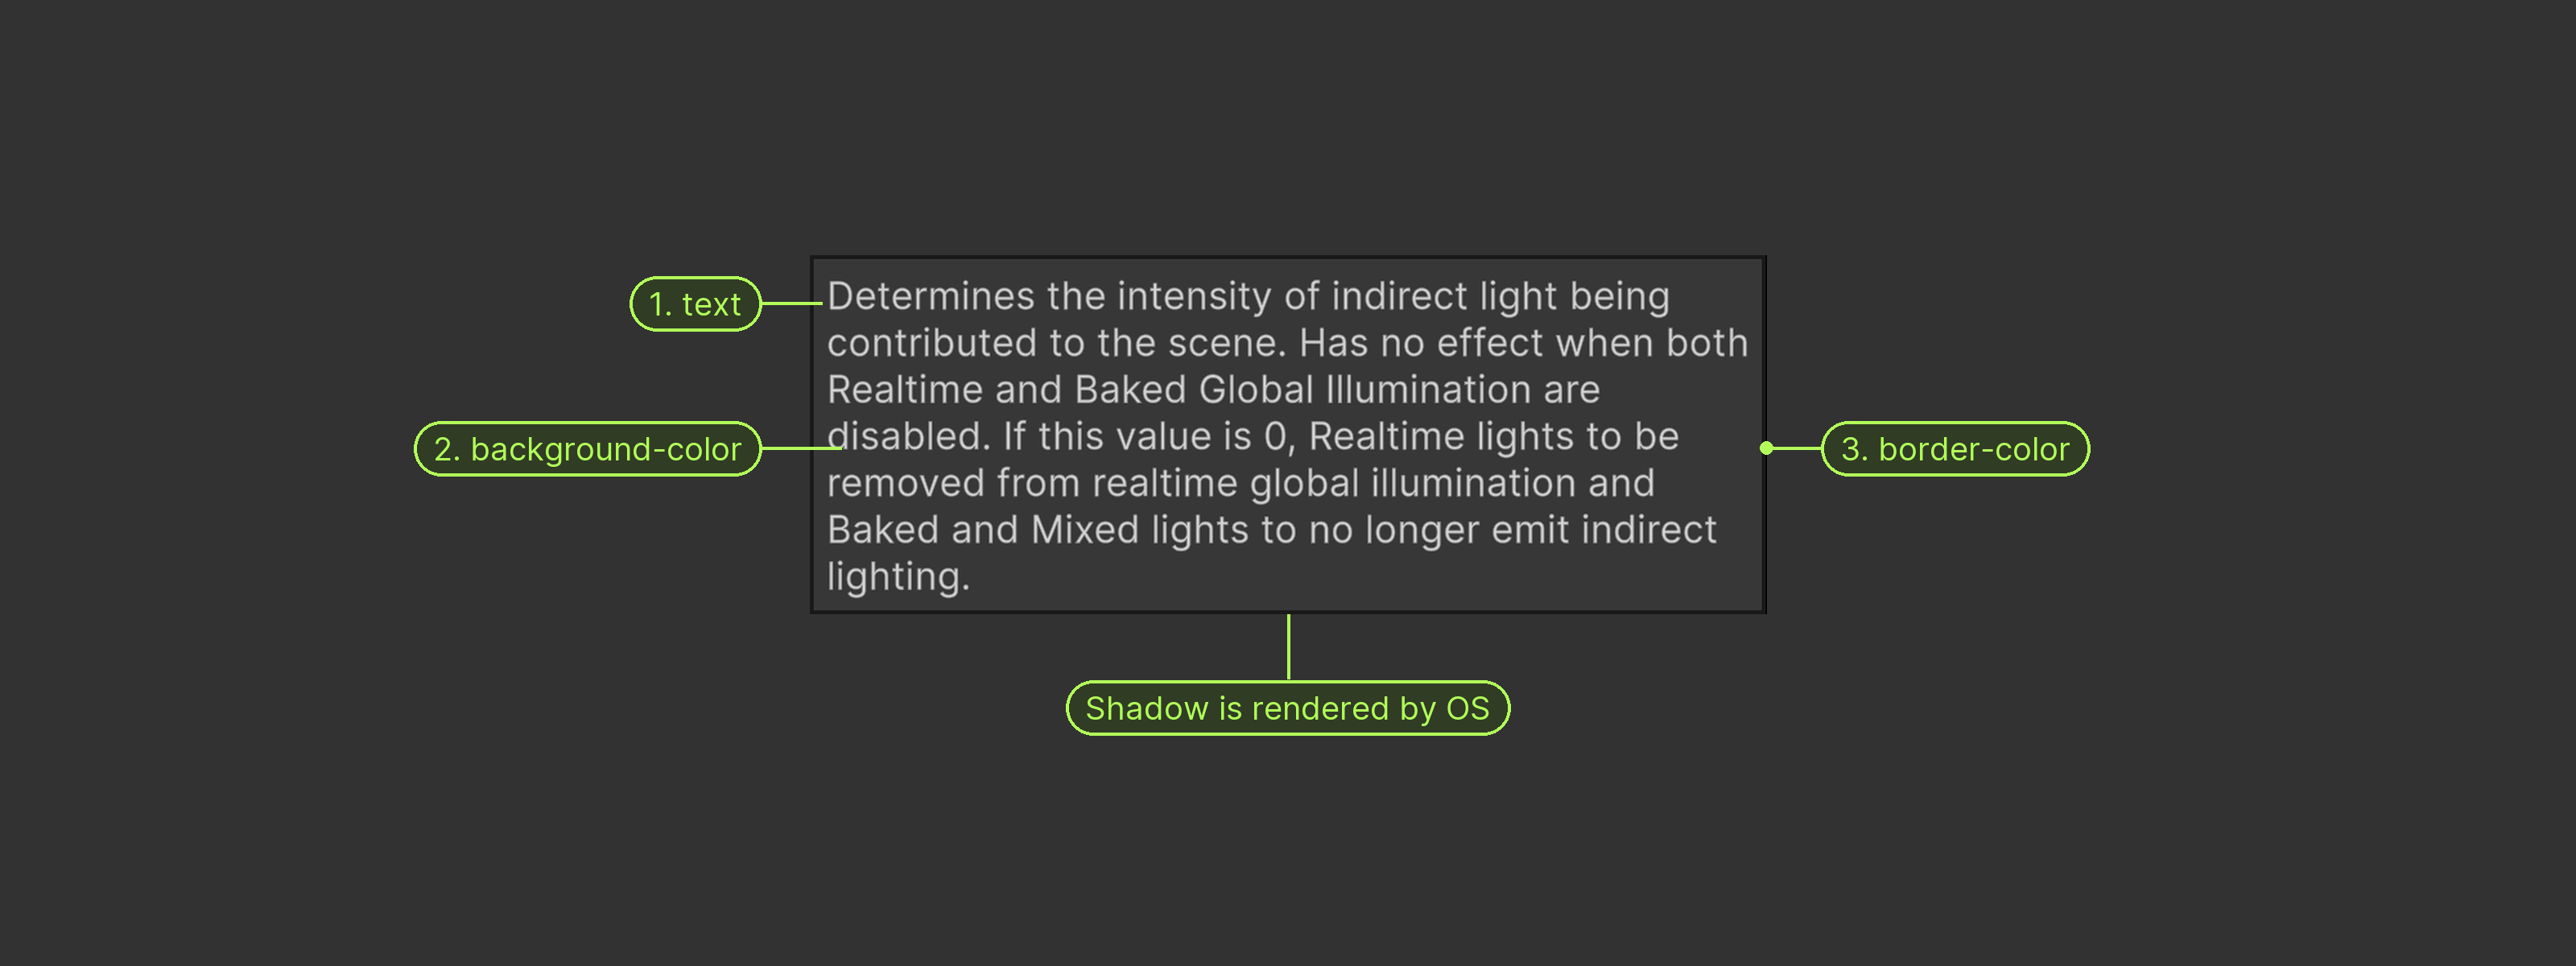 1. text
Determines the intensity of indirect light being
contributed to the scene. Has no effect when both
Realtime and Baked Global Illumination are
disabled. If this value is 0, Realtime lights to be
removed from realtime global illumination and
Baked and Mixed lights to no longer emit indirect
lighting.
2. background-color
3. border-color
Shadow is rendered by OS